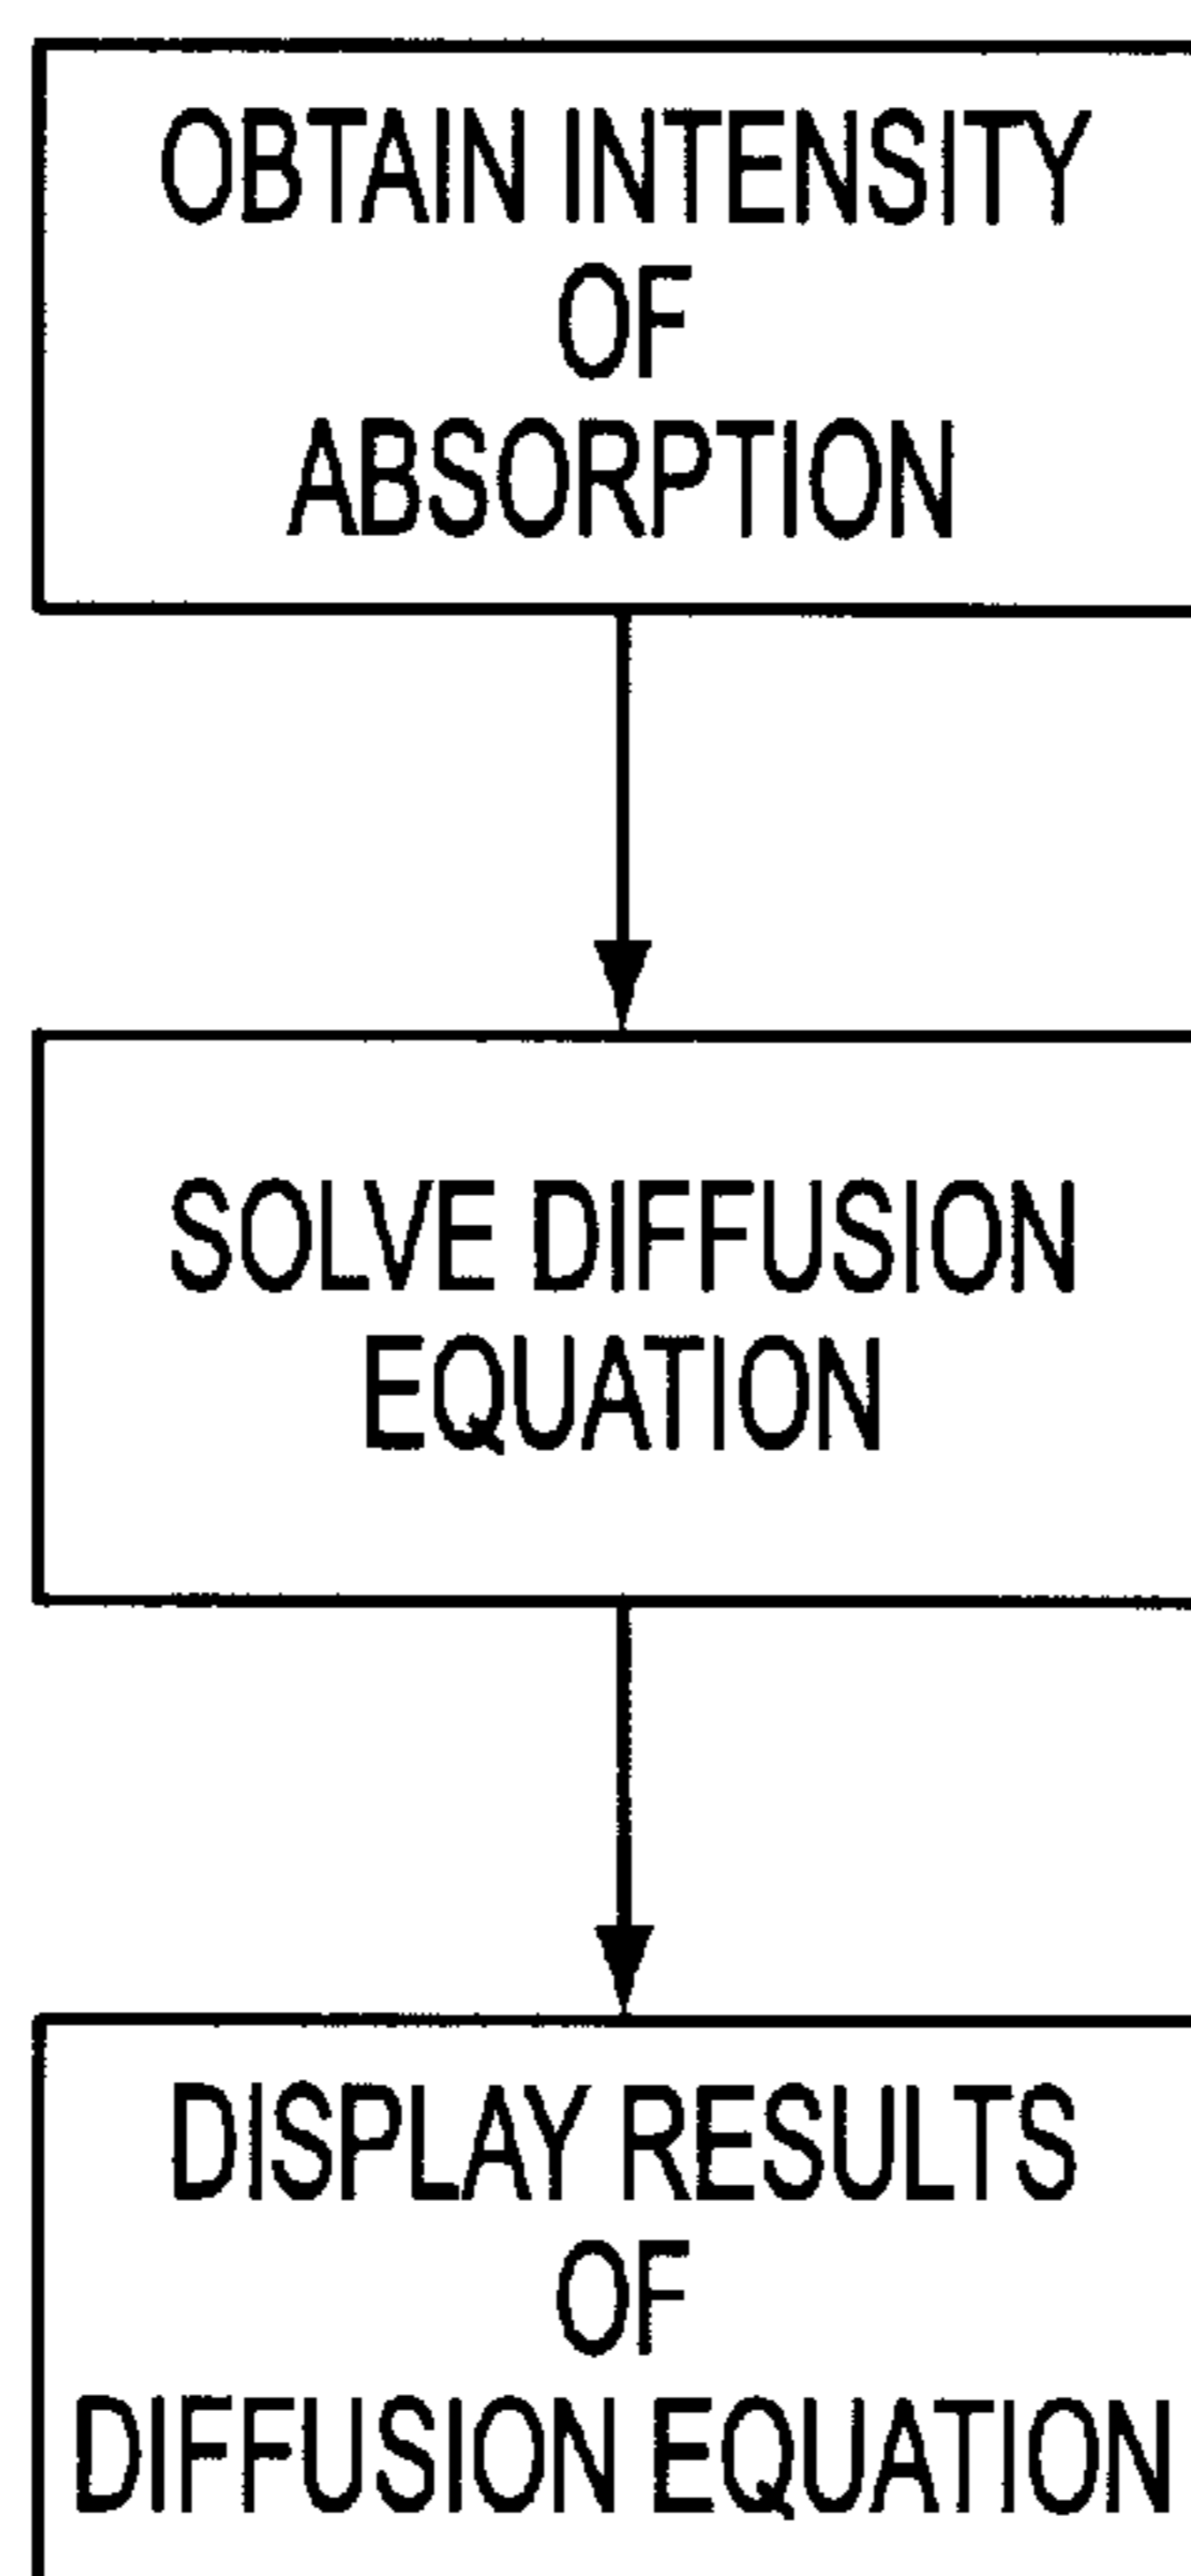 OBTAIN INTENSITY
OF
ABSORPTION
SOLVE DIFFUSION
EQUATION
DISPLAY RESULTS
OF
DIFFUSION EQUATION